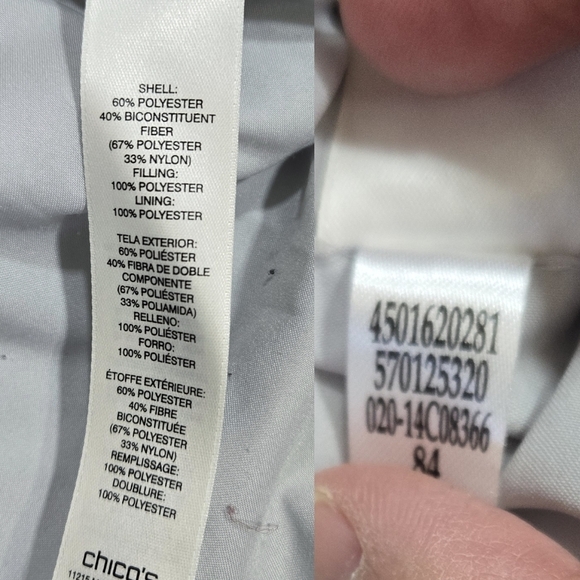 SHELL:
60% POLYESTER
40% BICONSTITUENT
FIBER
(67% POLYESTER
33% NYLON)
FILLING:
100% POLYESTER
LINING:
100% POLYESTER
TELA EXTERIOR:
60% POLIÉSTER
40% FIBRA DE DOBLE
COMPONENTE
(67% POLIÉSTER
33% POLIAMIDA)
RELLENO:
100% POLIÉSTER
FORRO:
100% POLIÉSTER
ÉTOFFE EXTÉRIEURE:
60% POLYESTER
40% FIBRE
BICONSTITUÉE
(67% POLYESTER
33% NYLON)
REMPLISSAGE:
100% POLYESTER
DOUBLURE:
100% POLYESTER
chico's
4501620281
570125320
020-14C08366
84